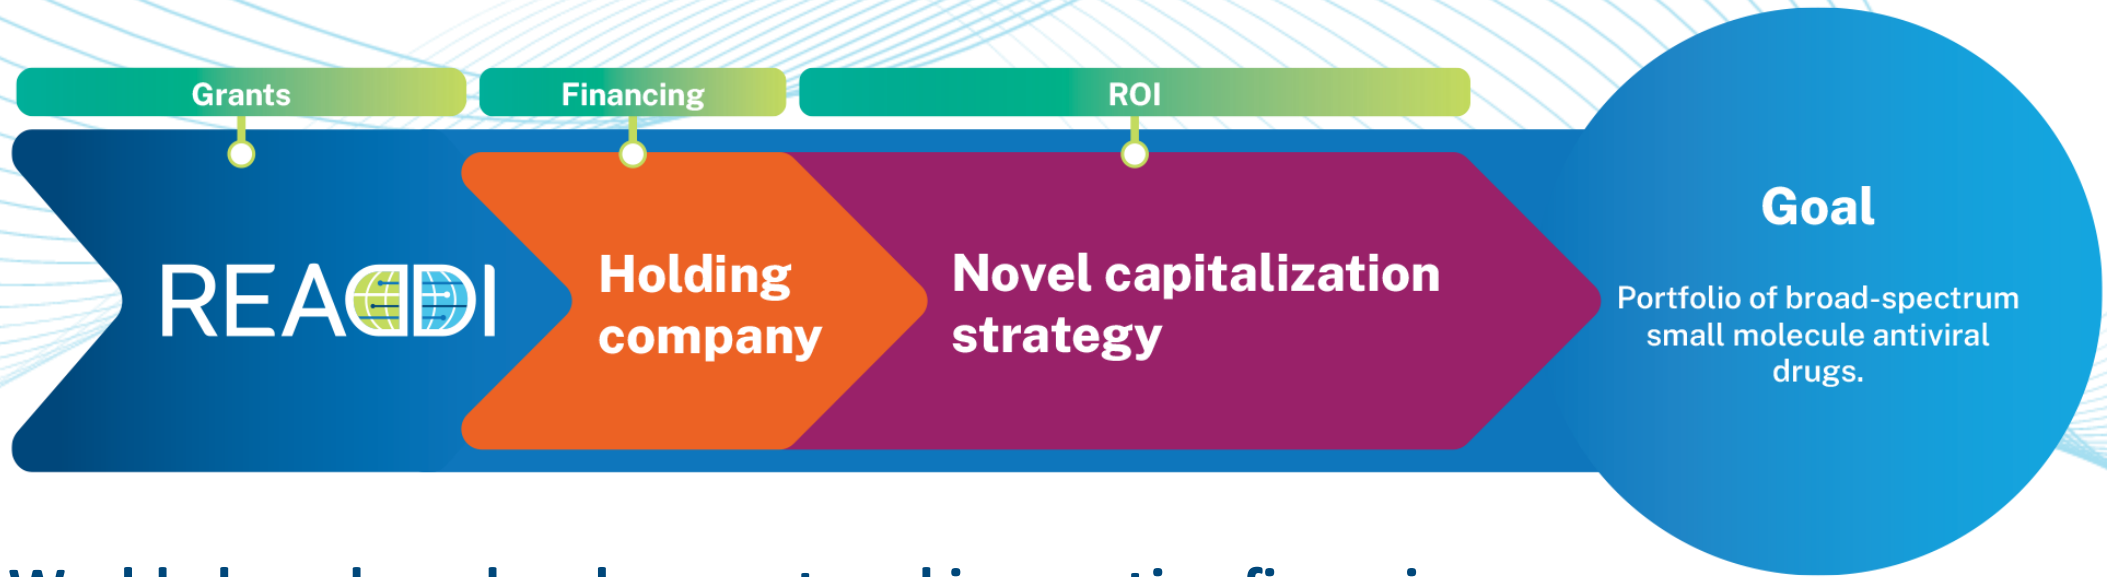 Grants
Financing
ROI
READDI
Holding
company
Novel capitalization
strategy
Goal
Portfolio of broad-spectrum
small molecule antiviral
drugs.